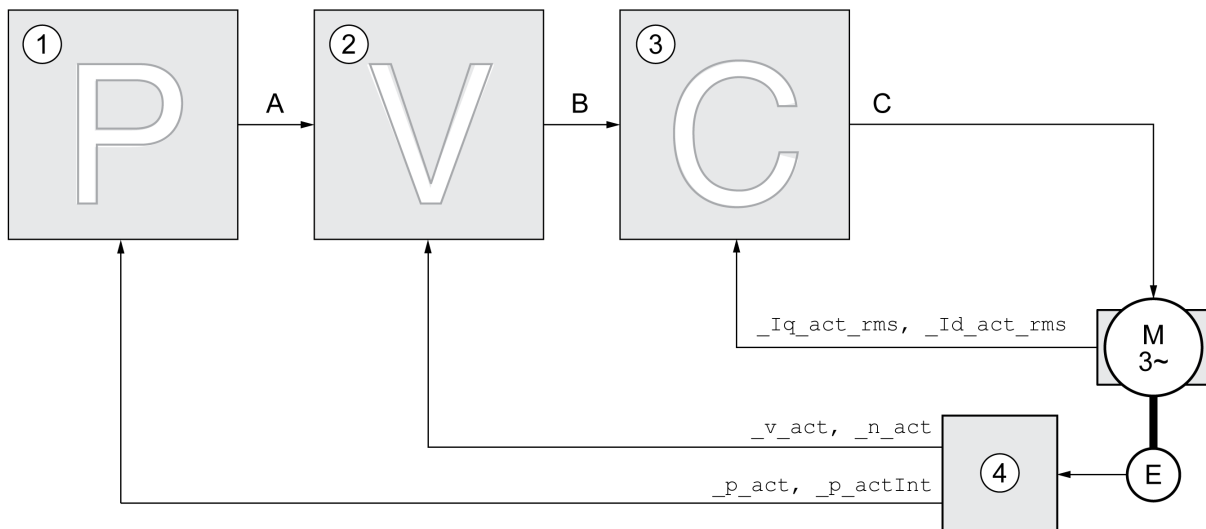 1
2
3
P
V
C
A
B
C
_Iq_act_rms, _Id_act_rms
M
3~
_v_act, _n_act
4
E
_p_act, _p_actInt